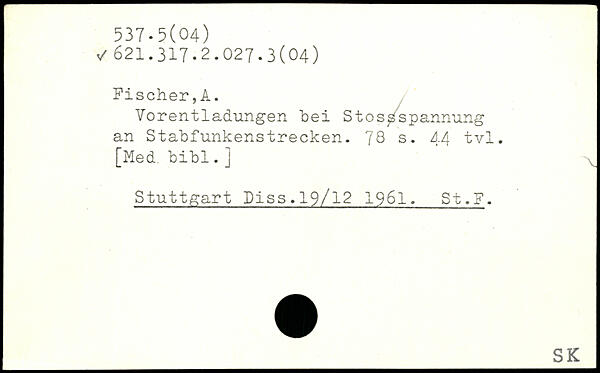 537.5(04)
✓ 621.317.2.027.3(04)
Fischer,A.
Vorentladungen bei Stossspannung
an Stabfunkenstrecken. 78 s. 44 tvl.
[Med bibl.]
Stuttgart Diss.19/12 1961. St.F.
SK